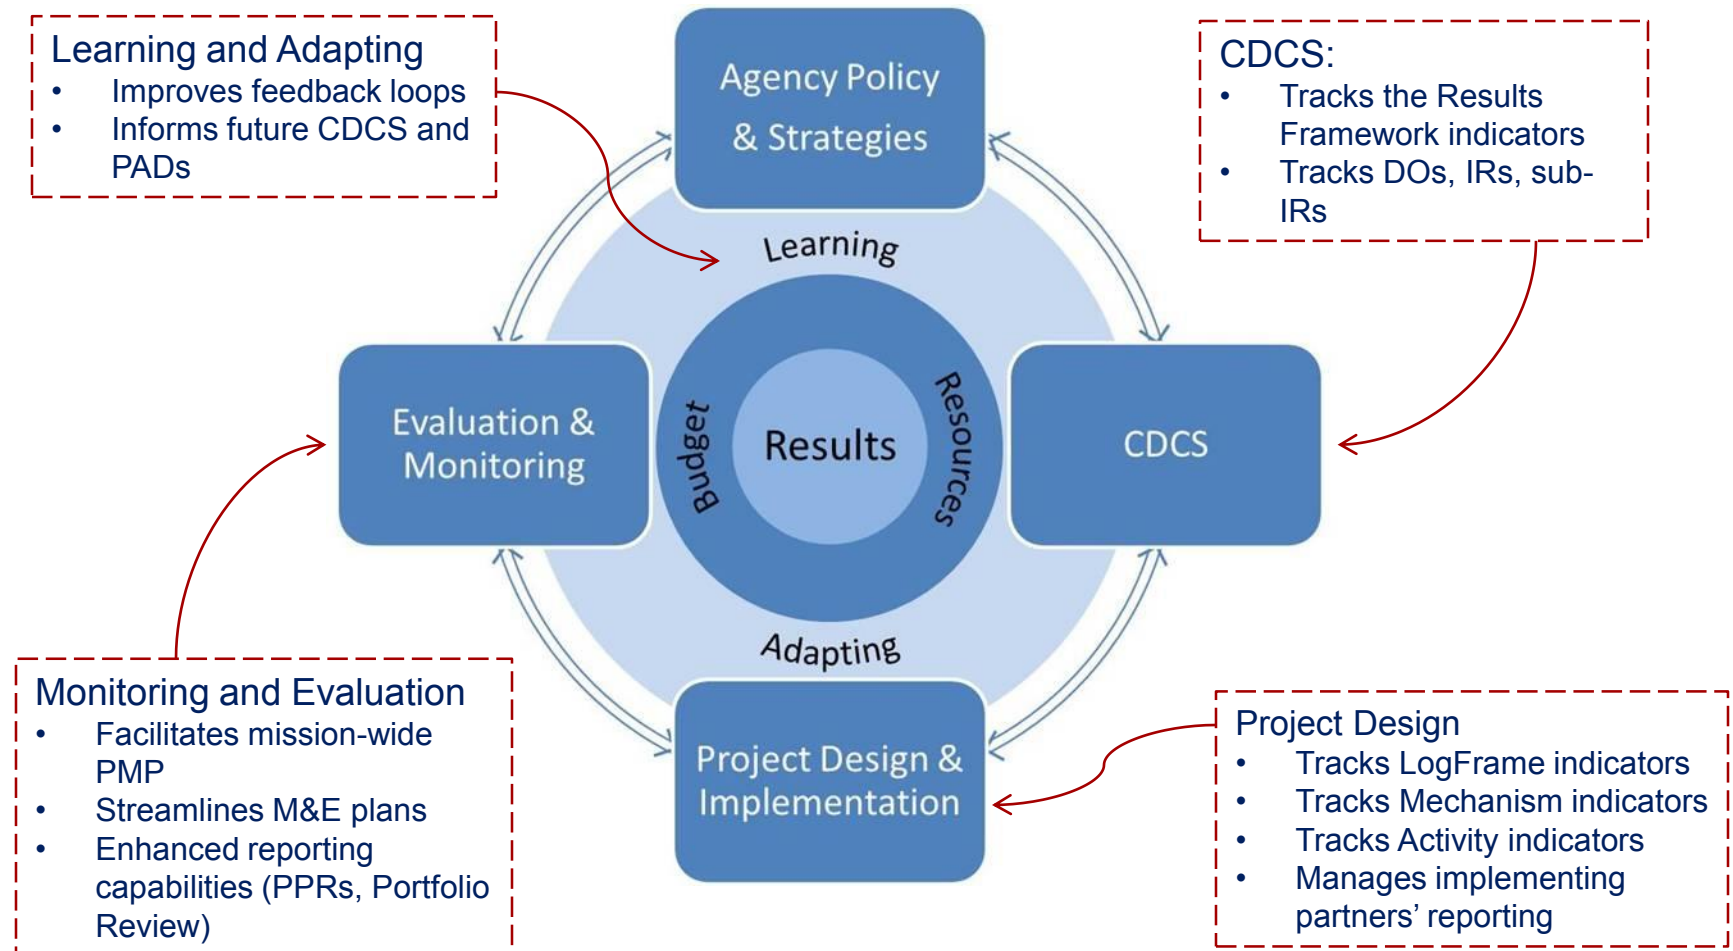 Learning and Adapting
• Improves feedback loops
• Informs future CDCS and
PADs
Agency Policy
& Strategies
CDCS:
• Tracks the Results
Framework indicators
• Tracks DOs, IRs, sub-
IRs
Learning
Evaluation &
Monitoring
Budget
Results
Resources
CDCS
Adapting
Monitoring and Evaluation
• Facilitates mission-wide
PMP
• Streamlines M&E plans
• Enhanced reporting
capabilities (PPRs, Portfolio
Review)
Project Design &
Implementation
Project Design
• Tracks LogFrame indicators
• Tracks Mechanism indicators
• Tracks Activity indicators
• Manages implementing
partners’ reporting